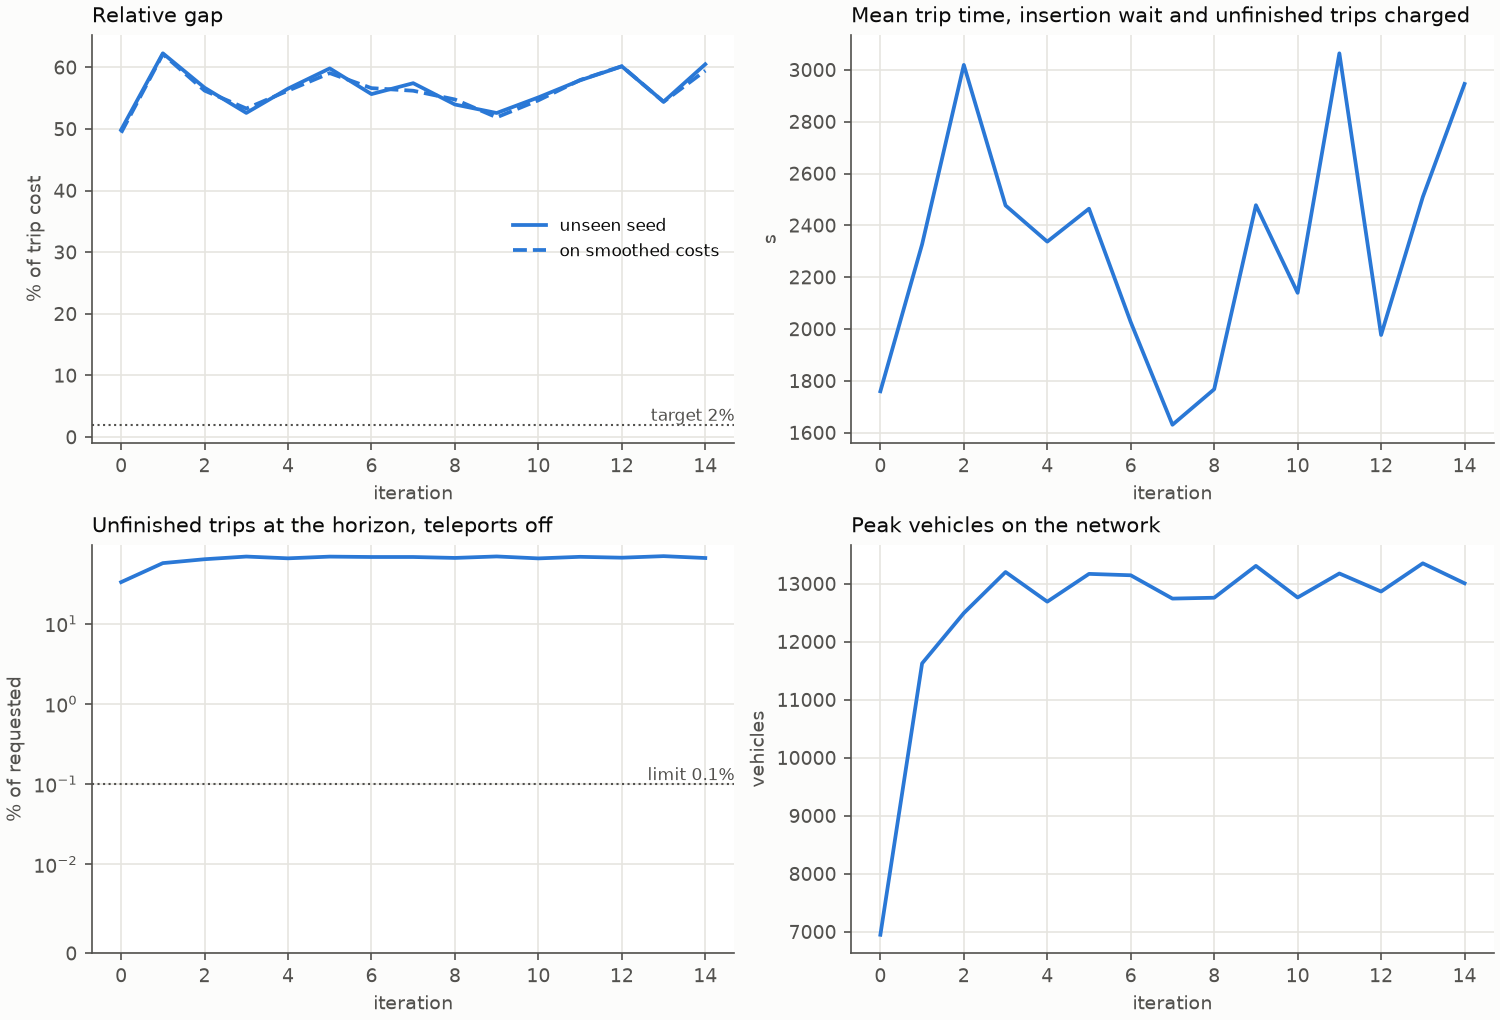 Relative gap
% of trip cost
60
50
40
30
20
10
0
unseen seed
on smoothed costs
target 2%
0 2 4 6 8 10 12 14
iteration
Mean trip time, insertion wait and unfinished trips charged
s
3000
2800
2600
2400
2200
2000
1800
1600
0 2 4 6 8 10 12 14
iteration
Unfinished trips at the horizon, teleports off
% of requested
10¹
10⁰
10⁻¹
10⁻²
0
limit 0.1%
0 2 4 6 8 10 12 14
iteration
Peak vehicles on the network
vehicles
13000
12000
11000
10000
9000
8000
7000
0 2 4 6 8 10 12 14
iteration